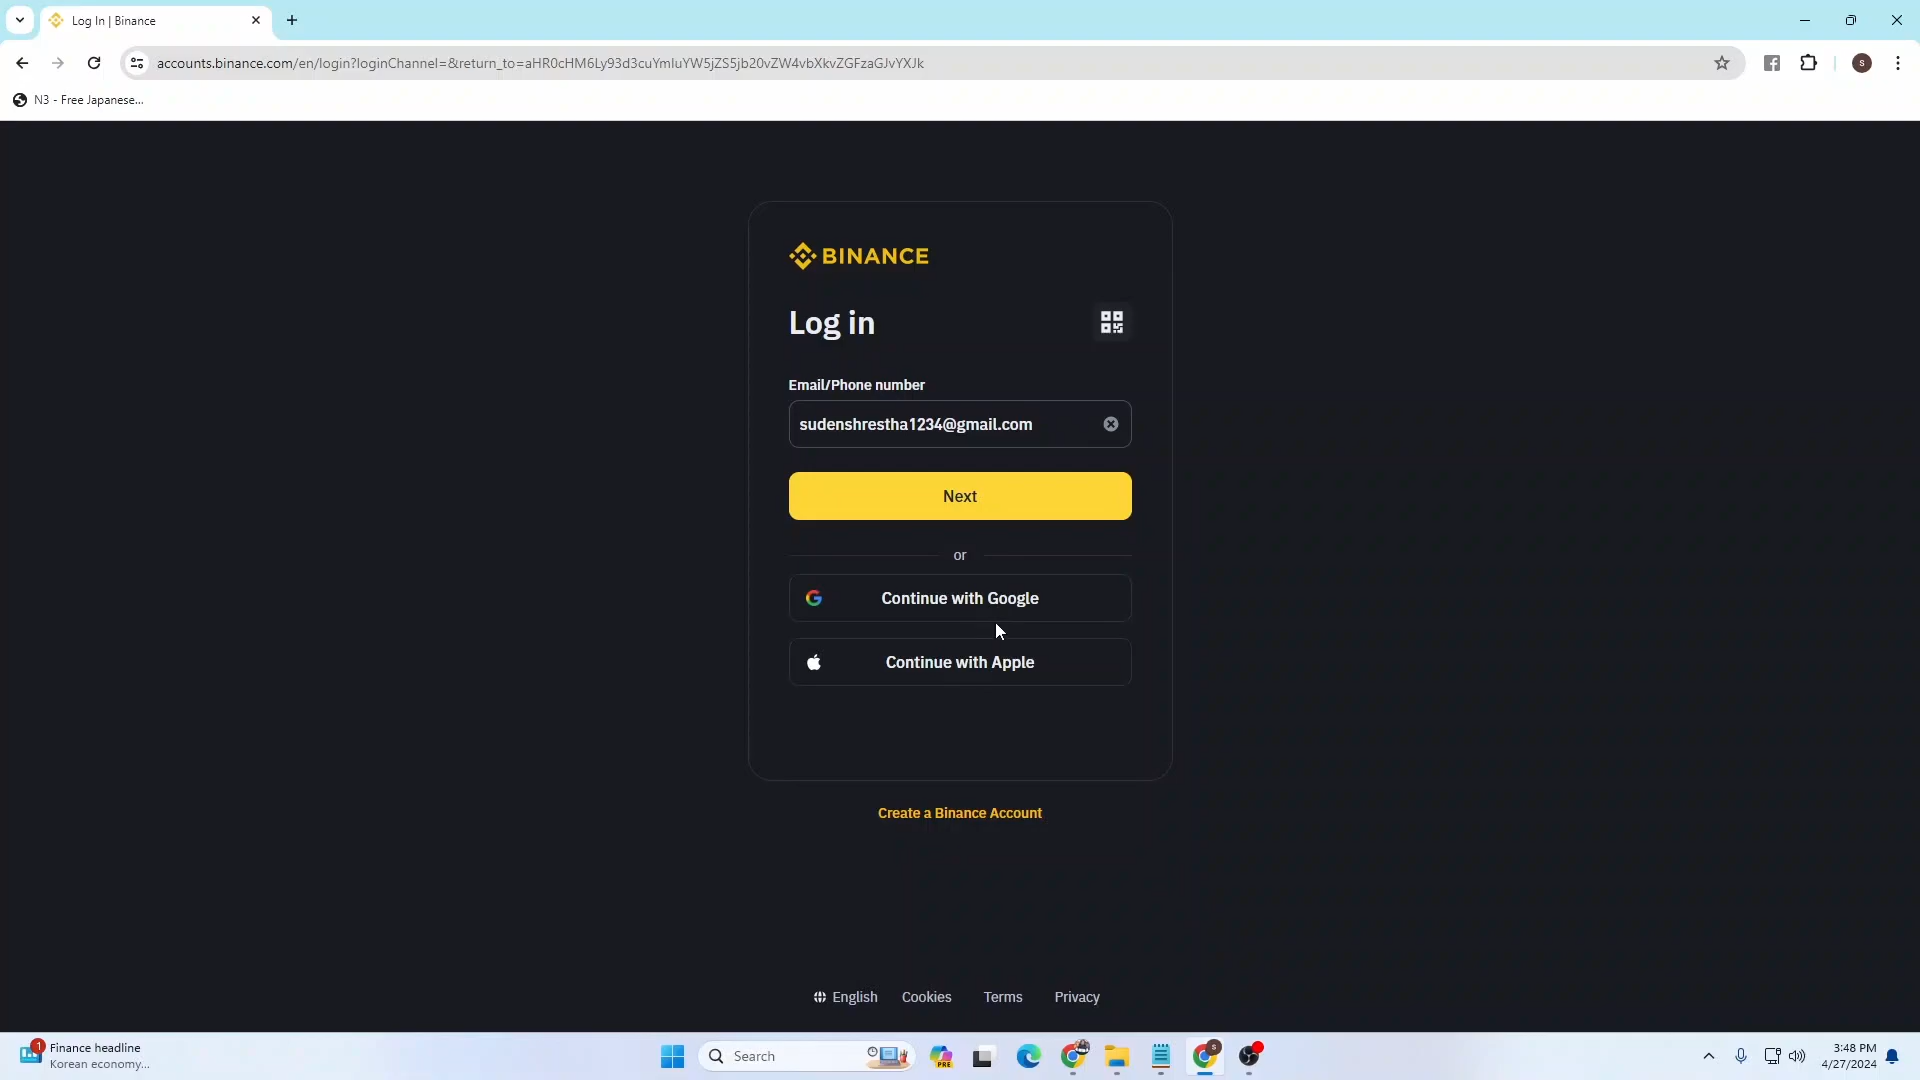 Log In | Binance
accounts.binance.com/en/login?loginChannel=&return_to=aHR0cHM6Ly93d3cuYmluYW5jZS5jb20vZW4vbXkvZGFzaGJvYXJk
S
N3 - Free Japanese...
BINANCE
Log in
Email/Phone number
sudenshrestha1234@gmail.com
Next
or
Continue with Google
Continue with Apple
Create a Binance Account
English Cookies Terms Privacy
1
Finance headline
Korean economy...
Search
PRE
S
3:48 PM
4/27/2024